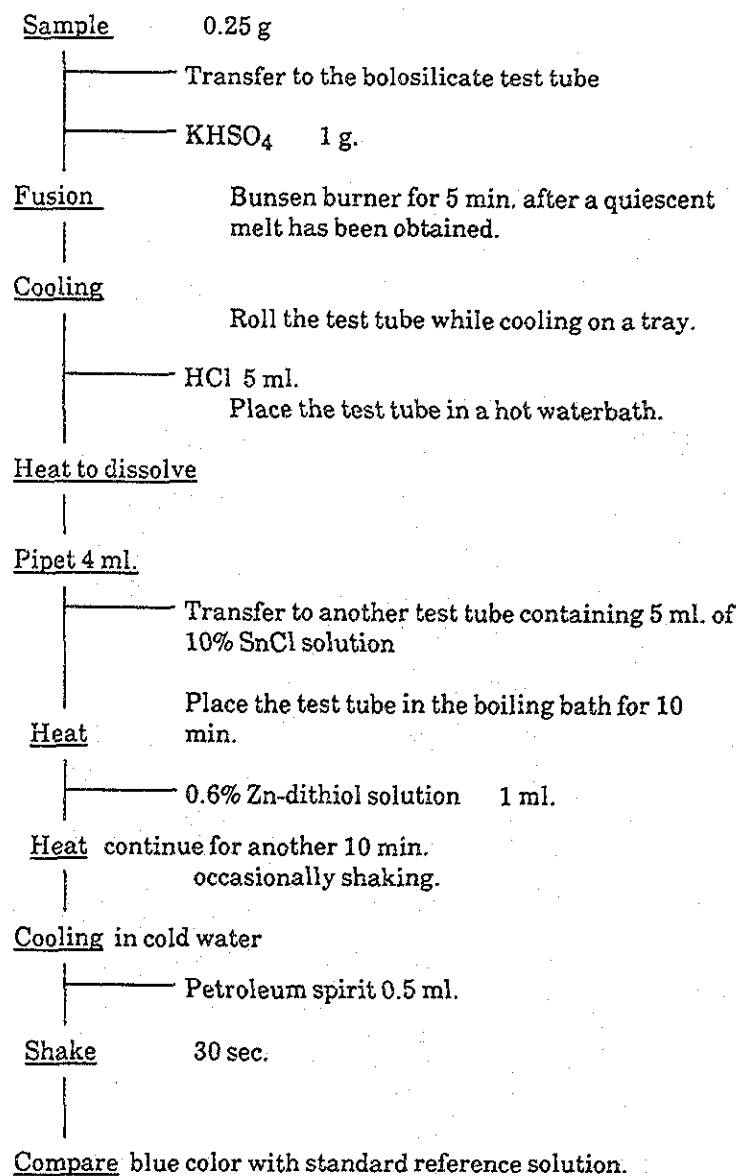 Sample 0.25 g
Transfer to the bolosilicate test tube
KHSO4 1 g.
Fusion Bunsen burner for 5 min. after a quiescent
melt has been obtained.
Cooling
Roll the test tube while cooling on a tray.
HCl 5 ml.
Place the test tube in a hot waterbath.
Heat to dissolve
Pipet 4 ml.
Transfer to another test tube containing 5 ml. of
10% SnCl solution
Place the test tube in the boiling bath for 10
Heat min.
0.6% Zn-dithiol solution 1 ml.
Heat continue for another 10 min.
occasionally shaking.
Cooling in cold water
Petroleum spirit 0.5 ml.
Shake 30 sec.
Compare blue color with standard reference solution.